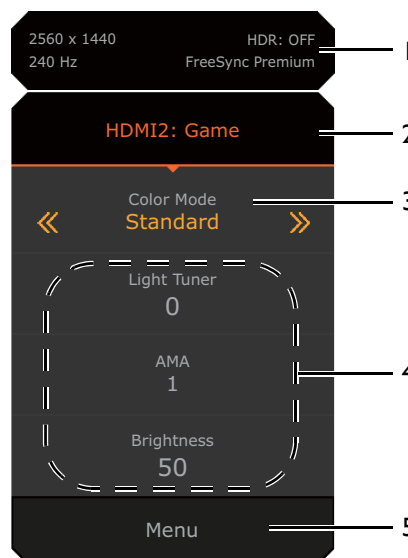 2560 x 1440
HDR: OFF
240 Hz
FreeSync Premium
1
HDMI2: Game
2
Color Mode
Standard
3
Light Tuner
0
AMA
1
4
Brightness
50
Menu
5